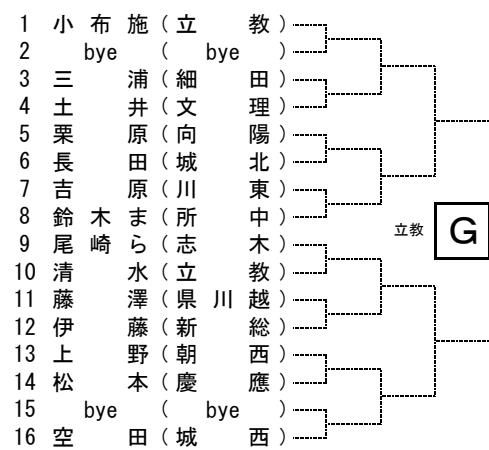 1 小布施(立教)
2 bye(bye)
3 三浦(細田)
4 土井(文理)
5 栗原(向陽)
6 長田(城北)
7 吉原(川東)
8 鈴木ま(所中)
立教 G
9 尾崎ら(志木)
10 清水(立教)
11 藤澤(県川越)
12 伊藤(新総)
13 上野(朝西)
14 松本(慶應)
15 bye(bye)
16 空田(城西)